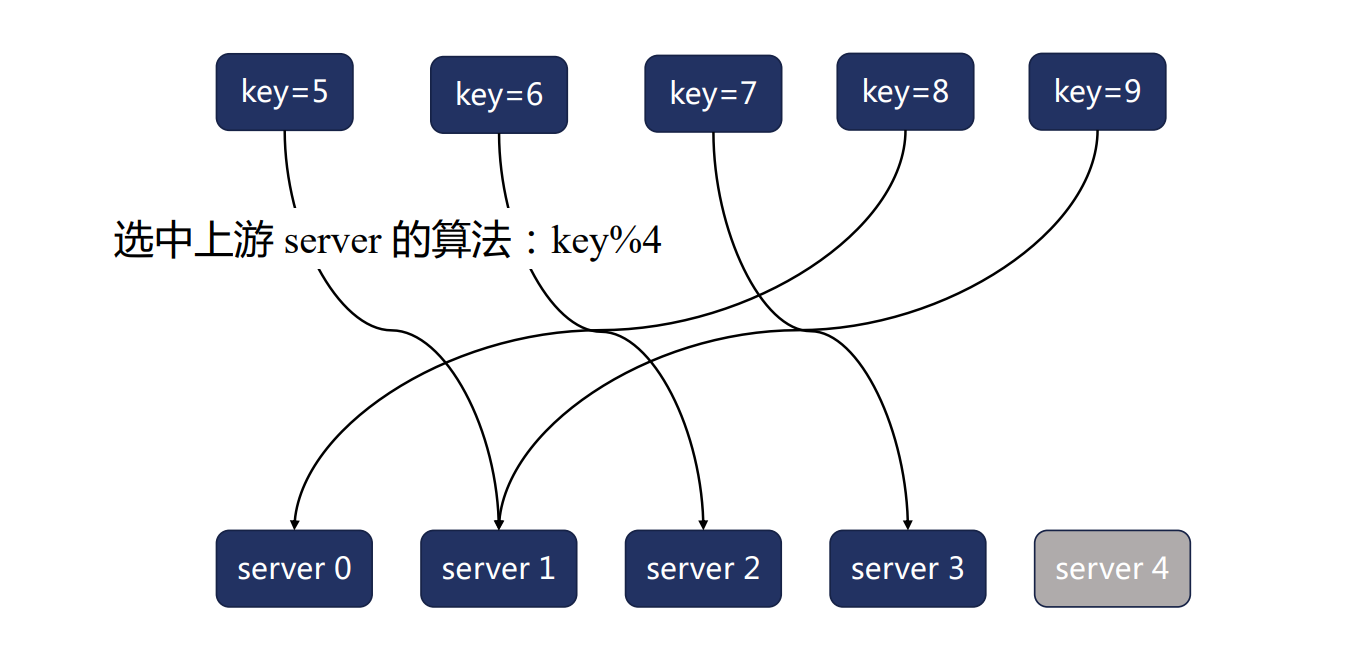 key=5
key=6
key=7
key=8
key=9
选中上游 server 的算法：key%4
server 0
server 1
server 2
server 3
server 4